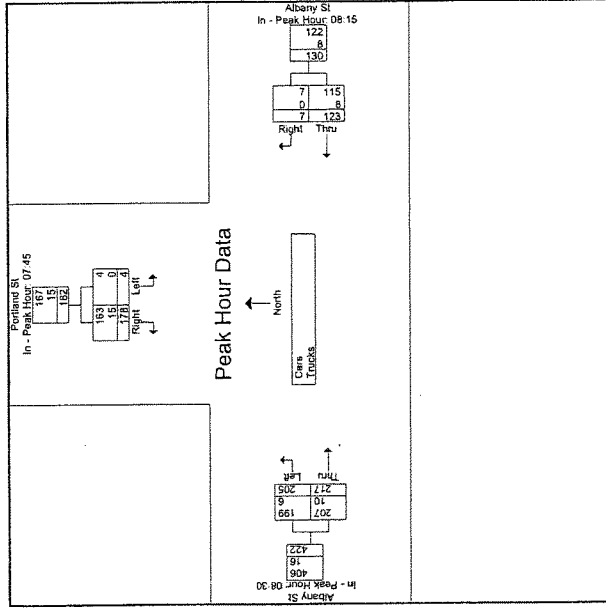 Albany St
In - Peak Hour: 08:15
122
8
130
7 115
0 8
7 123
Right Thru
Portland St
In - Peak Hour: 07:45
167
15
182
163 4
15 0
178 4
Right Left
Peak Hour Data
North
Cars
Trucks
Left Thru
205 217
6 10
199 207
422
16
406
In - Peak Hour: 08:30
Albany St